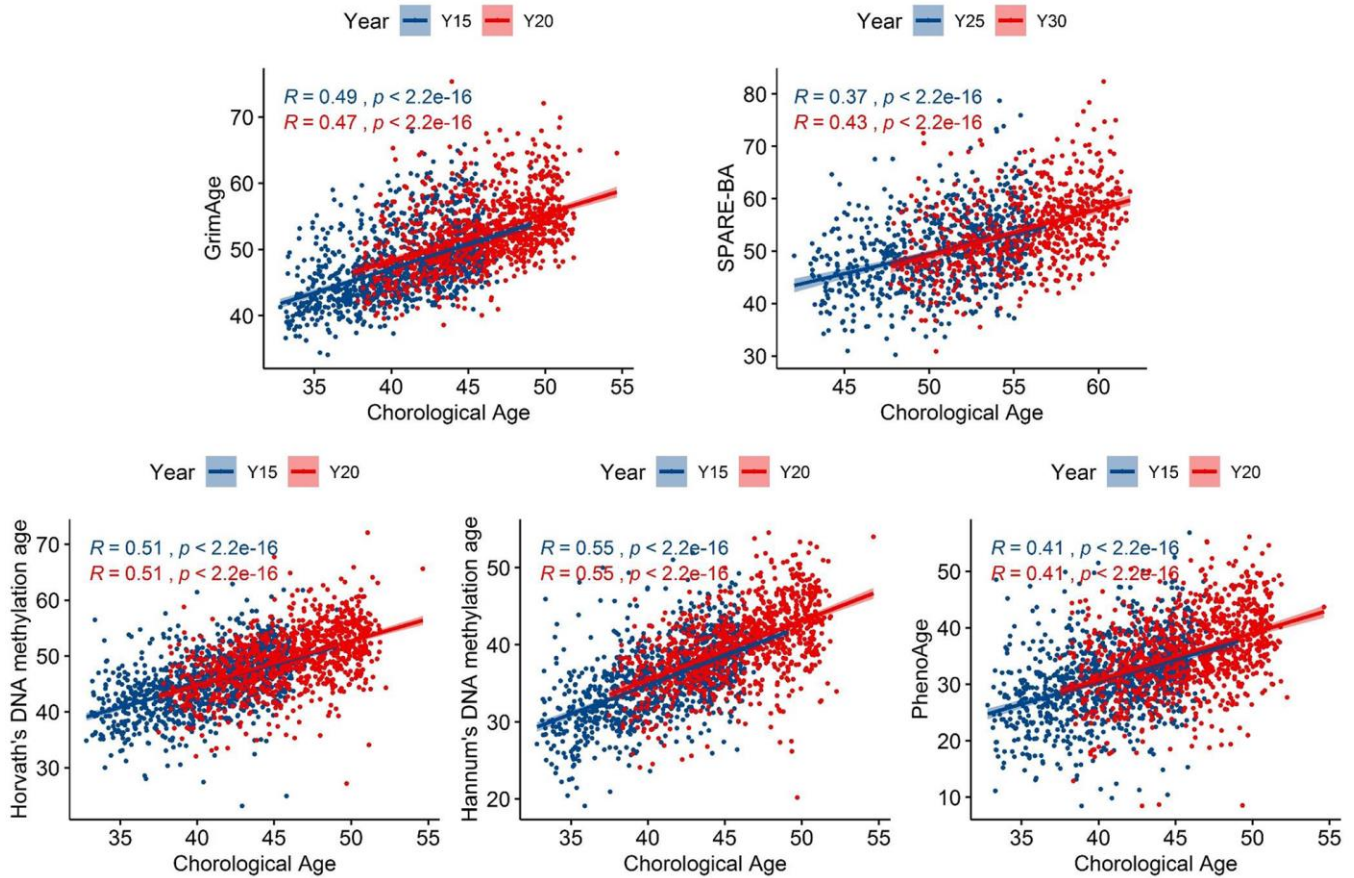 Year Y15 Y20
R = 0.49 , p < 2.2e-16
R = 0.47 , p < 2.2e-16
GrimAge
70
60
50
40
35 40 45 50 55
Chorological Age
Year Y25 Y30
R = 0.37 , p < 2.2e-16
R = 0.43 , p < 2.2e-16
SPARE-BA
80
70
60
50
40
30
45 50 55 60
Chorological Age
Year Y15 Y20
R = 0.51 , p < 2.2e-16
R = 0.51 , p < 2.2e-16
Horvath's DNA methylation age
70
60
50
40
30
35 40 45 50 55
Chorological Age
Year Y15 Y20
R = 0.55 , p < 2.2e-16
R = 0.55 , p < 2.2e-16
Hannum's DNA methylation age
50
40
30
20
35 40 45 50 55
Chorological Age
Year Y15 Y20
R = 0.41 , p < 2.2e-16
R = 0.41 , p < 2.2e-16
PhenoAge
50
40
30
20
10
35 40 45 50 55
Chorological Age